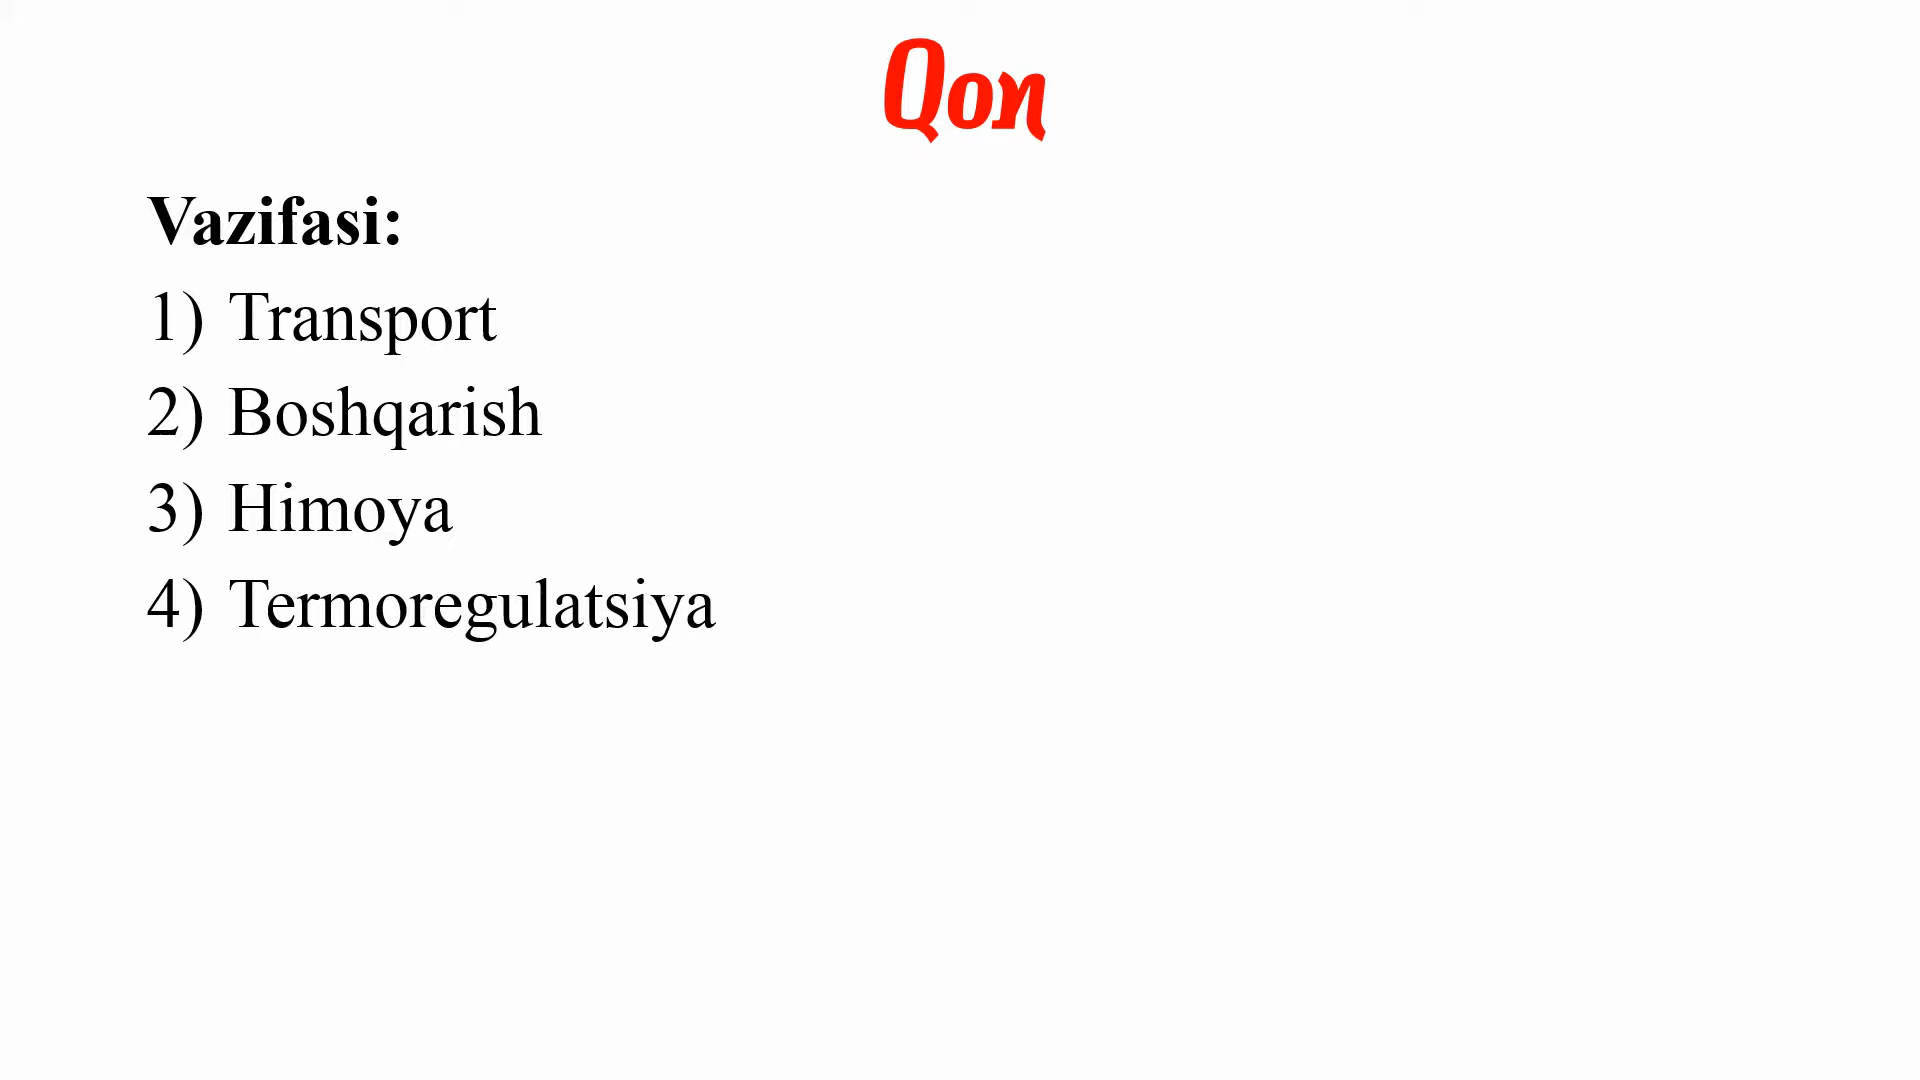 Qon
Vazifasi:
1) Transport
2) Boshqarish
3) Himoya
4) Termoregulatsiya